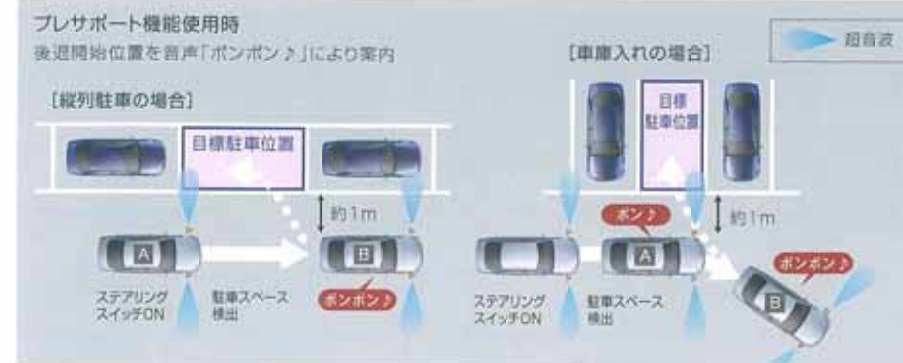 プレサポート機能使用時
後退開始位置を音声「ポンポン♪」により案内
超音波
[縦列駐車の場合]
目標駐車位置
約1m
A
B
ステアリング
スイッチON
駐車スペース
検出
ポンポン♪
[車庫入れの場合]
目標
駐車位置
約1m
ポン♪
A
ポンポン♪
B
ステアリング
スイッチON
駐車スペース
検出